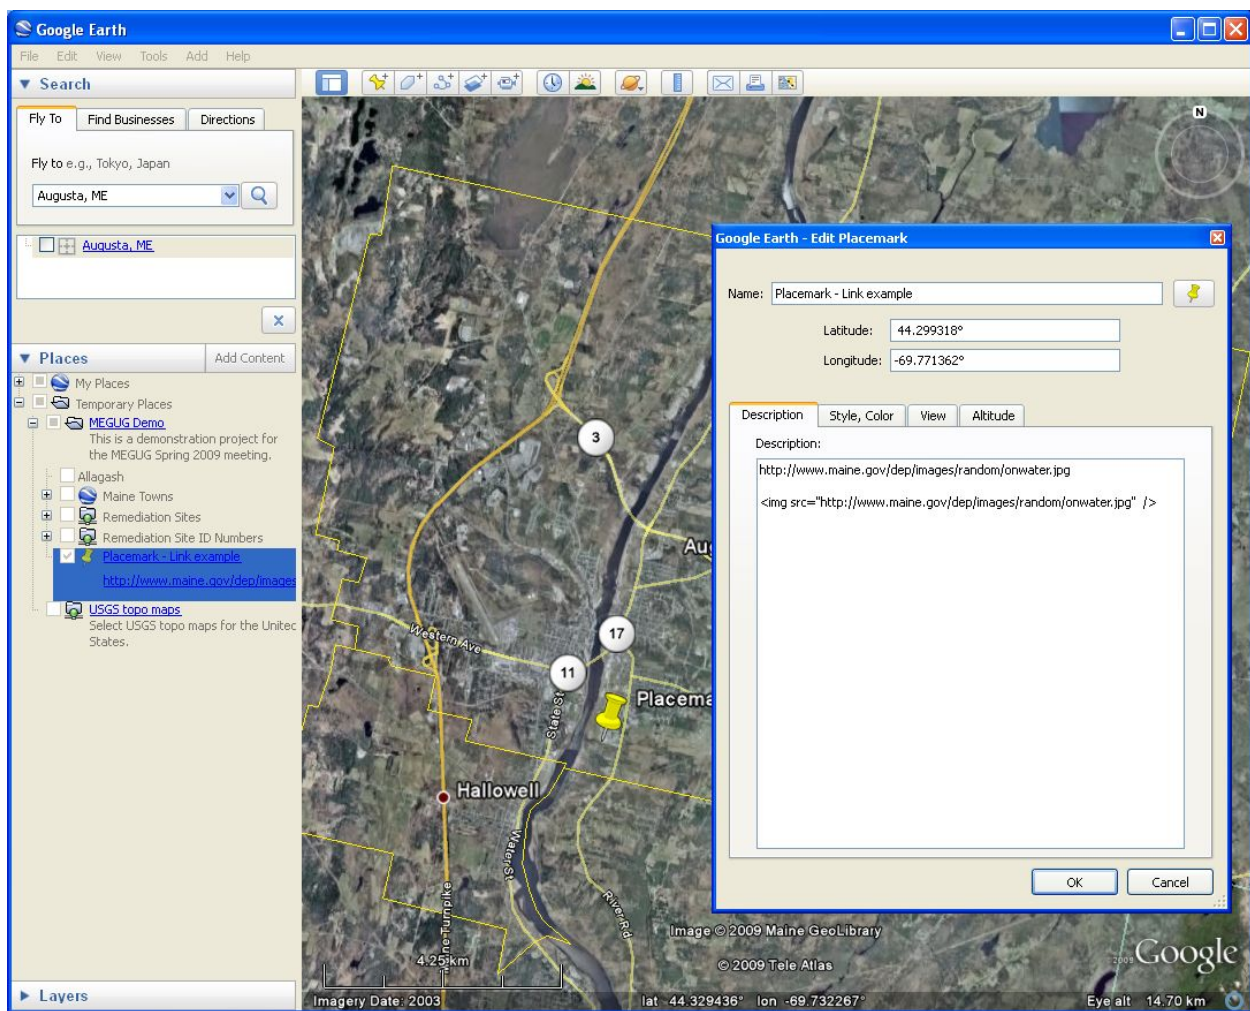 Google Earth
File Edit View Tools Add Help
Search
Fly To Find Businesses Directions
Fly to e.g., Tokyo, Japan
Augusta, ME
Augusta, ME
Places Add Content
My Places
Temporary Places
MEGUG Demo
This is a demonstration project for
the MEGUG Spring 2009 meeting.
Allagash
Maine Towns
Remediation Sites
Remediation Site ID Numbers
Placemark - Link example
http://www.maine.gov/dep/images
USGS topo maps
Select USGS topo maps for the United
States.
Layers
N
3
Au
17
Western Ave
11
State St
Placema
Hallowell
Water St
Maine Turnpike
River Rd
4.25 km
Image © 2009 Maine GeoLibrary
© 2009 Tele Atlas
2009 Google
Imagery Date: 2003
lat 44.329436° lon -69.732267°
Eye alt 14.70 km
Google Earth - Edit Placemark
Name: Placemark - Link example
Latitude: 44.299318°
Longitude: -69.771362°
Description Style, Color View Altitude
Description:
http://www.maine.gov/dep/images/random/onwater.jpg
<img src="http://www.maine.gov/dep/images/random/onwater.jpg" />
OK Cancel